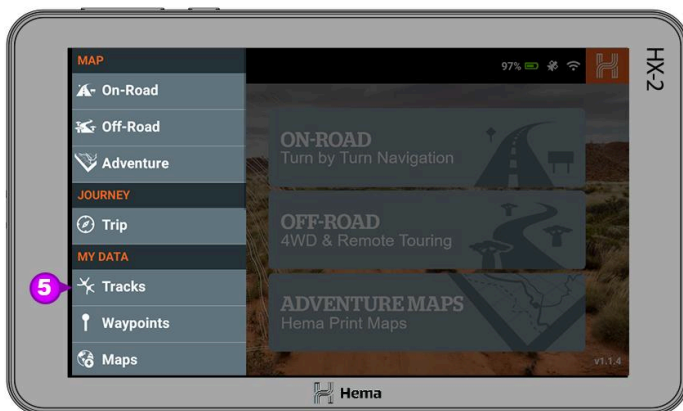 MAP
On-Road
Off-Road
Adventure
JOURNEY
Trip
MY DATA
Tracks
Waypoints
Maps
5
97%
ON-ROAD
Turn by Turn Navigation
OFF-ROAD
4WD & Remote Touring
ADVENTURE MAPS
Hema Print Maps
v1.1.4
Hema
HX-2